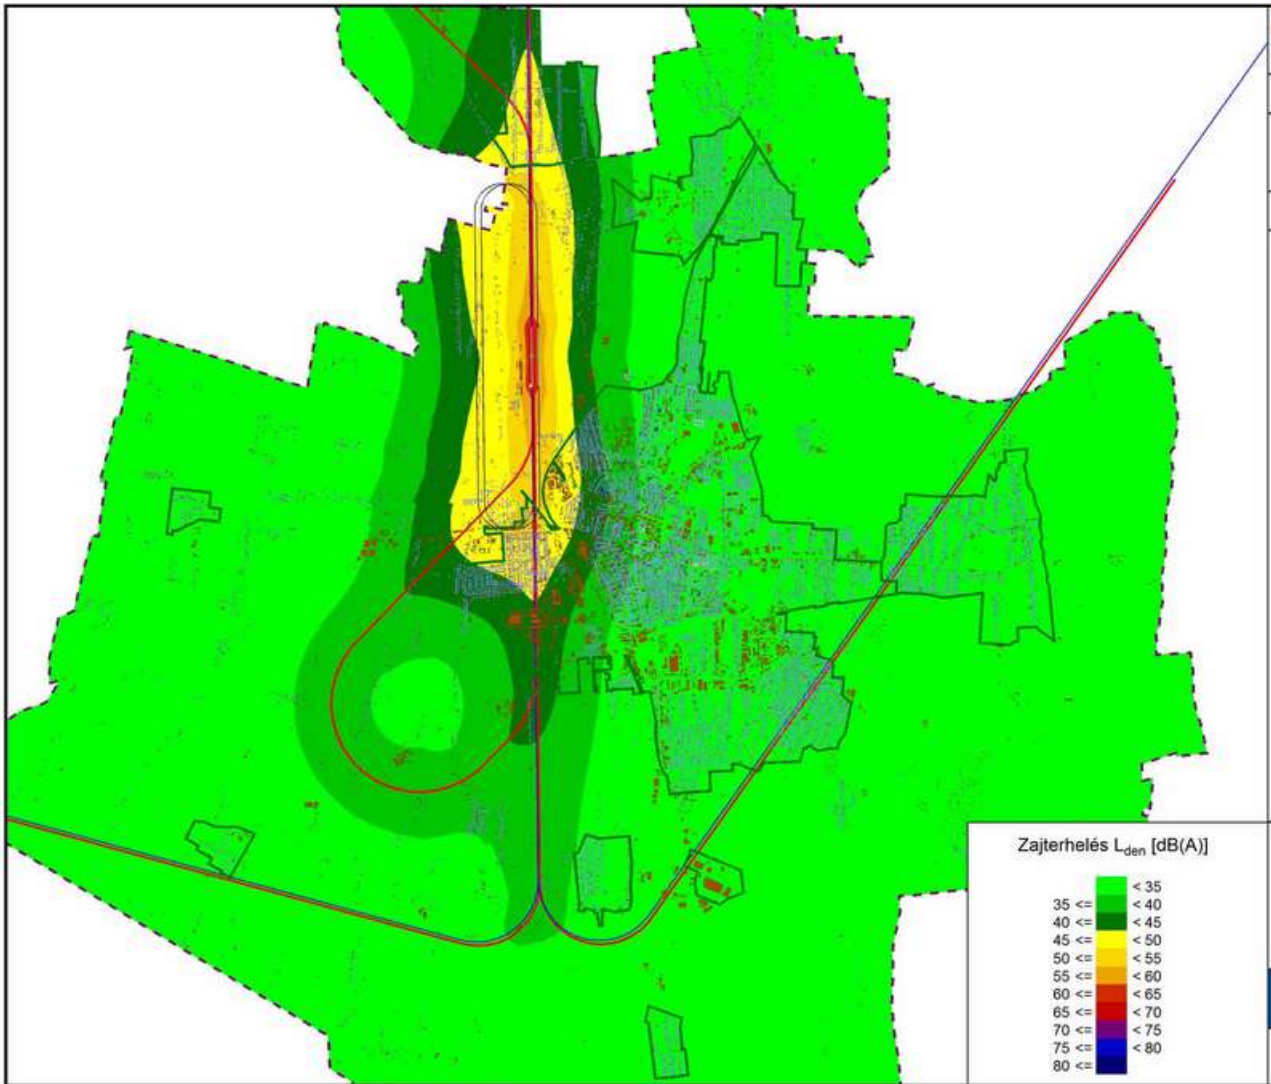 Zajterhelés Lden [dB(A)]
< 35
35 <= < 40
40 <= < 45
45 <= < 50
50 <= < 55
55 <= < 60
60 <= < 65
65 <= < 70
70 <= < 75
75 <= < 80
80 <=